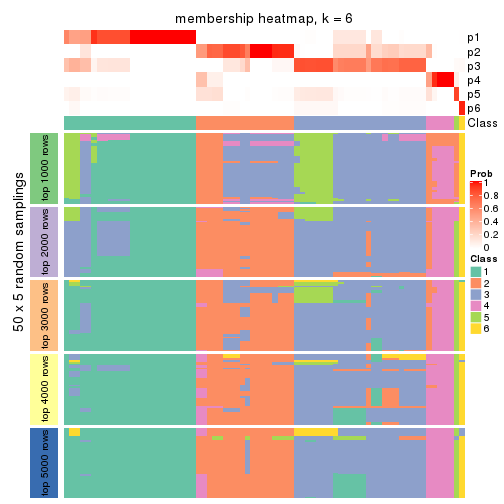 membership heatmap, k = 6
p1
p2
p3
p4
p5
p6
Class
50 x 5 random samplings
top 1000 rows
top 2000 rows
top 3000 rows
top 4000 rows
top 5000 rows
Prob
1
0.8
0.6
0.4
0.2
0
Class
1
2
3
4
5
6